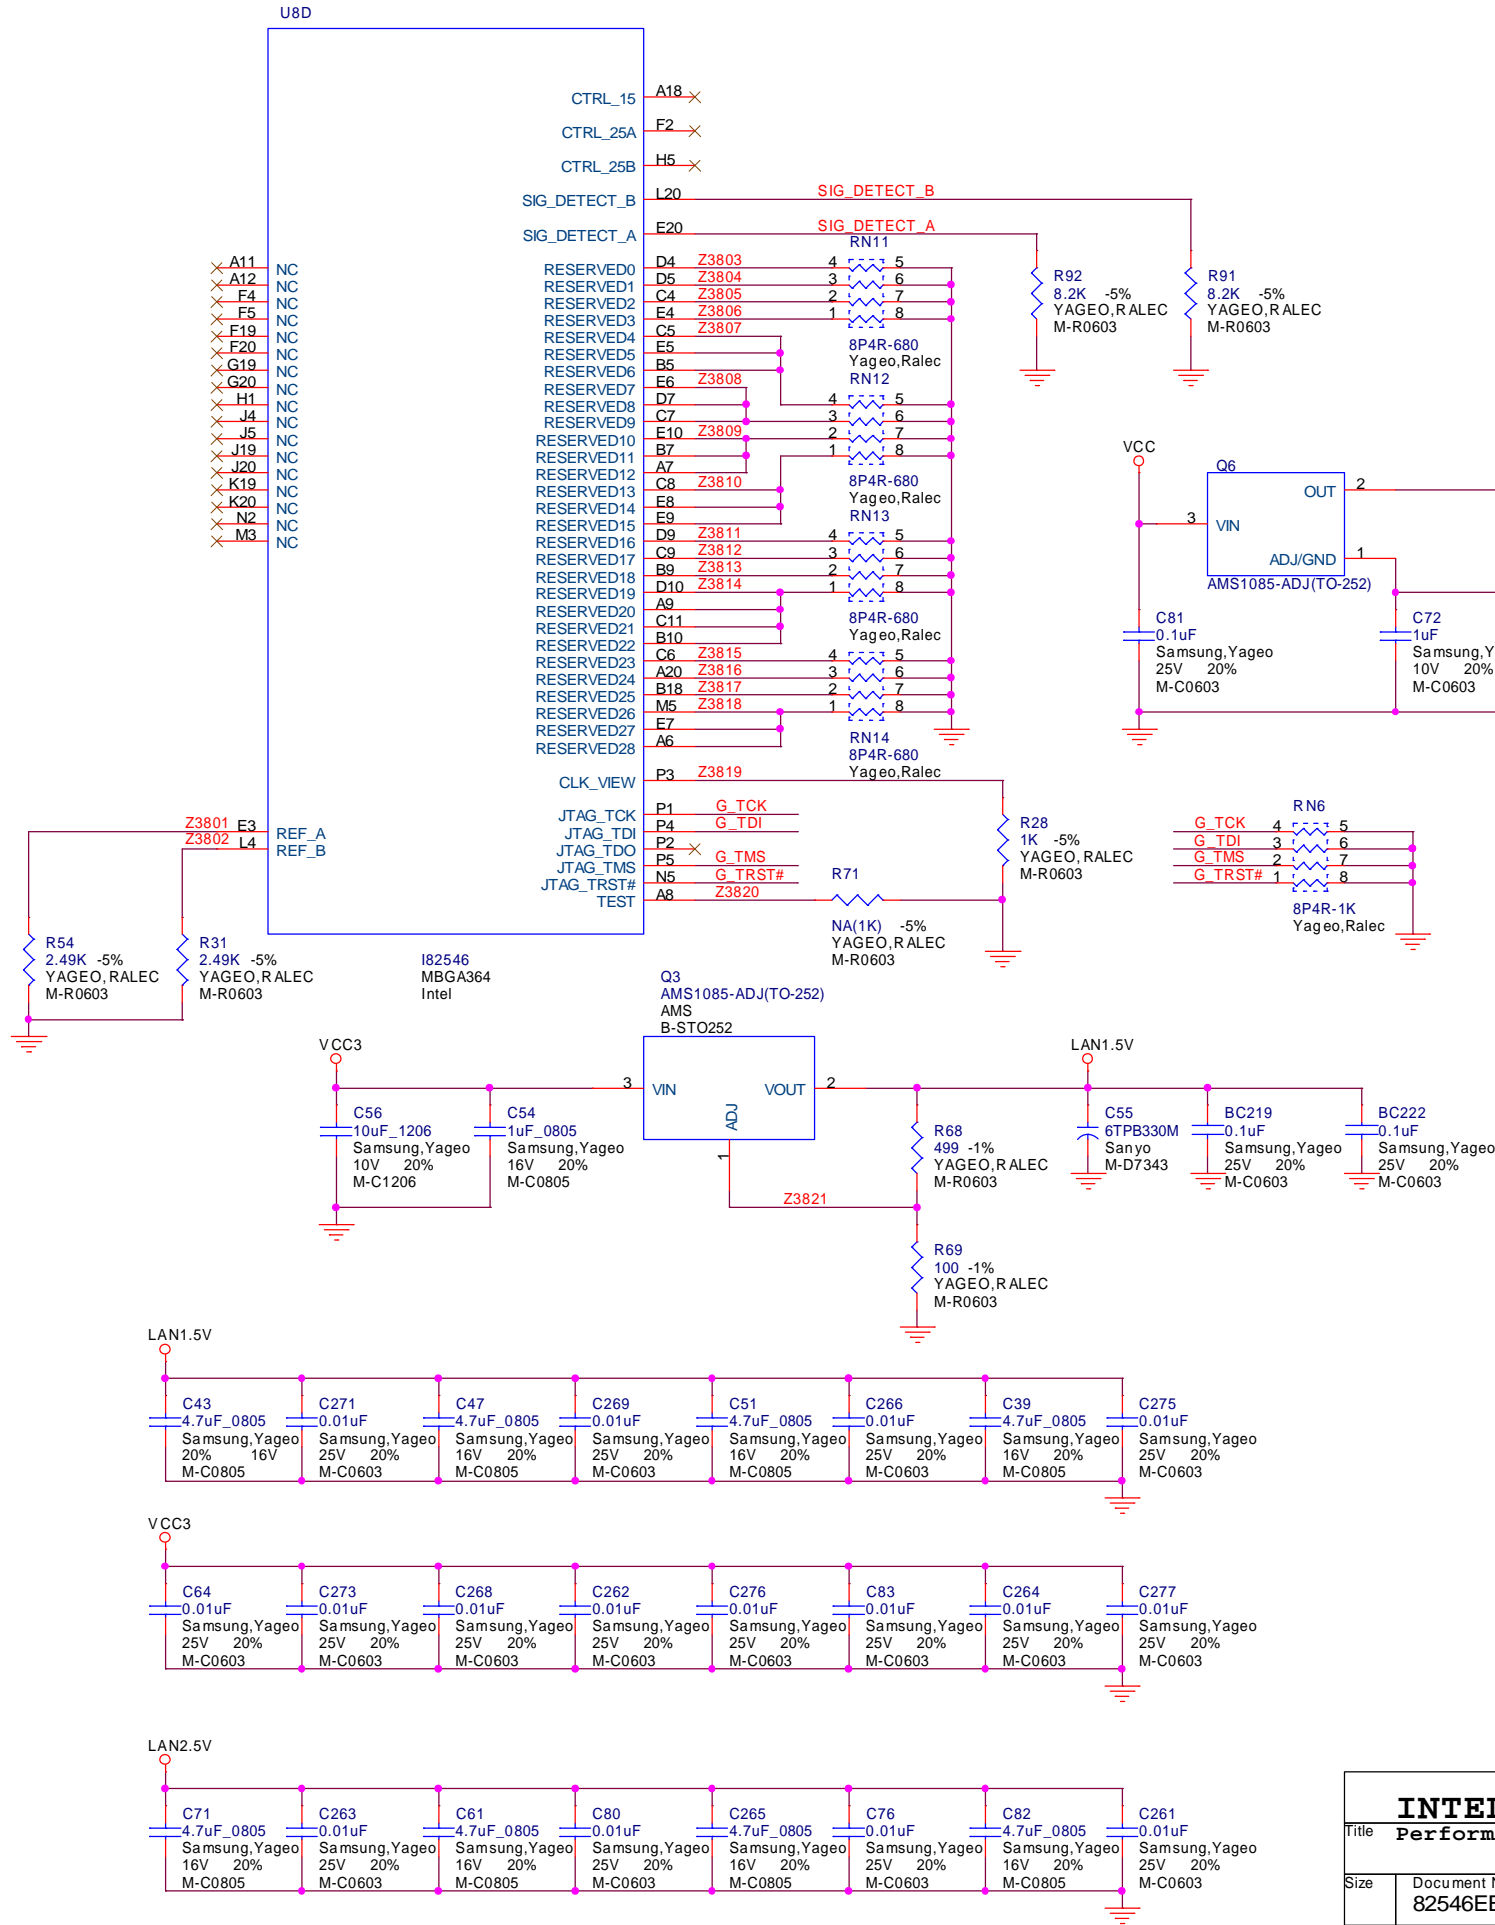 U8D
CTRL_15 A18
CTRL_25A F2
CTRL_25B H5
SIG_DETECT_B L20 SIG_DETECT_B
SIG_DETECT_A E20 SIG_DETECT_A
A11 NC
A12 NC
F4 NC
F5 NC
F19 NC
F20 NC
G19 NC
G20 NC
H1 NC
J4 NC
J5 NC
J19 NC
J20 NC
K19 NC
K20 NC
N2 NC
M3 NC
RN11
RESERVED0 D4 Z3803 4 5
RESERVED1 D5 Z3804 3 6
RESERVED2 C4 Z3805 2 7
RESERVED3 E4 Z3806 1 8
RESERVED4 C5 Z3807
8P4R-680
Yageo,Ralec
RESERVED5 E5
RESERVED6 B5
RN12
RESERVED7 E6 Z3808
RESERVED8 D7 4 5
RESERVED9 C7 3 6
RESERVED10 E10 Z3809 2 7
RESERVED11 B7 1 8
RESERVED12 A7
8P4R-680
Yageo,Ralec
RESERVED13 C8 Z3810
RESERVED14 E8
RESERVED15 E9
RN13
RESERVED16 D9 Z3811 4 5
RESERVED17 C9 Z3812 3 6
RESERVED18 B9 Z3813 2 7
RESERVED19 D10 Z3814 1 8
RESERVED20 A9
8P4R-680
Yageo,Ralec
RESERVED21 C11
RESERVED22 B10
RESERVED23 C6 Z3815 4 5
RESERVED24 A20 Z3816 3 6
RESERVED25 B18 Z3817 2 7
RESERVED26 M5 Z3818 1 8
RESERVED27 E7
RESERVED28 A6
RN14
8P4R-680
Yageo,Ralec
CLK_VIEW P3 Z3819
JTAG_TCK P1 G_TCK
JTAG_TDI P4 G_TDI
JTAG_TDO P2
JTAG_TMS P5 G_TMS
JTAG_TRST# N5 G_TRST#
TEST A8 Z3820
Z3801 E3 REF_A
Z3802 L4 REF_B
R92
8.2K -5%
YAGEO,RALEC
M-R0603
R91
8.2K -5%
YAGEO,RALEC
M-R0603
VCC
Q6
OUT 2
3 VIN
ADJ/GND 1
AMS1085-ADJ(TO-252)
C81
0.1uF
Samsung,Yageo
25V 20%
M-C0603
C72
1uF
Samsung,Y
10V 20%
M-C0603
R28
1K -5%
YAGEO,RALEC
M-R0603
R71
NA(1K) -5%
YAGEO,RALEC
M-R0603
RN6
G_TCK 4 5
G_TDI 3 6
G_TMS 2 7
G_TRST# 1 8
8P4R-1K
Yageo,Ralec
R54
2.49K -5%
YAGEO,RALEC
M-R0603
R31
2.49K -5%
YAGEO,RALEC
M-R0603
I82546
MBGA364
Intel
Q3
AMS1085-ADJ(TO-252)
AMS
B-STO252
VCC3
3 VIN VOUT 2
ADJ
1
LAN1.5V
C56
10uF_1206
Samsung,Yageo
10V 20%
M-C1206
C54
1uF_0805
Samsung,Yageo
16V 20%
M-C0805
R68
499 -1%
YAGEO,RALEC
M-R0603
C55
6TPB330M
Sanyo
M-D7343
BC219
0.1uF
Samsung,Yageo
25V 20%
M-C0603
BC222
0.1uF
Samsung,Yageo
25V 20%
M-C0603
Z3821
R69
100 -1%
YAGEO,RALEC
M-R0603
LAN1.5V
C43
4.7uF_0805
Samsung,Yageo
20% 16V
M-C0805
C271
0.01uF
Samsung,Yageo
25V 20%
M-C0603
C47
4.7uF_0805
Samsung,Yageo
16V 20%
M-C0805
C269
0.01uF
Samsung,Yageo
25V 20%
M-C0603
C51
4.7uF_0805
Samsung,Yageo
16V 20%
M-C0805
C266
0.01uF
Samsung,Yageo
25V 20%
M-C0603
C39
4.7uF_0805
Samsung,Yageo
16V 20%
M-C0805
C275
0.01uF
Samsung,Yageo
25V 20%
M-C0603
VCC3
C64
0.01uF
Samsung,Yageo
25V 20%
M-C0603
C273
0.01uF
Samsung,Yageo
25V 20%
M-C0603
C268
0.01uF
Samsung,Yageo
25V 20%
M-C0603
C262
0.01uF
Samsung,Yageo
25V 20%
M-C0603
C276
0.01uF
Samsung,Yageo
25V 20%
M-C0603
C83
0.01uF
Samsung,Yageo
25V 20%
M-C0603
C264
0.01uF
Samsung,Yageo
25V 20%
M-C0603
C277
0.01uF
Samsung,Yageo
25V 20%
M-C0603
LAN2.5V
C71
4.7uF_0805
Samsung,Yageo
16V 20%
M-C0805
C263
0.01uF
Samsung,Yageo
25V 20%
M-C0603
C61
4.7uF_0805
Samsung,Yageo
16V 20%
M-C0805
C80
0.01uF
Samsung,Yageo
25V 20%
M-C0603
C265
4.7uF_0805
Samsung,Yageo
16V 20%
M-C0805
C76
0.01uF
Samsung,Yageo
25V 20%
M-C0603
C82
4.7uF_0805
Samsung,Yageo
16V 20%
M-C0805
C261
0.01uF
Samsung,Yageo
25V 20%
M-C0603
INTEL
Title Perform
Size Document N
82546EB